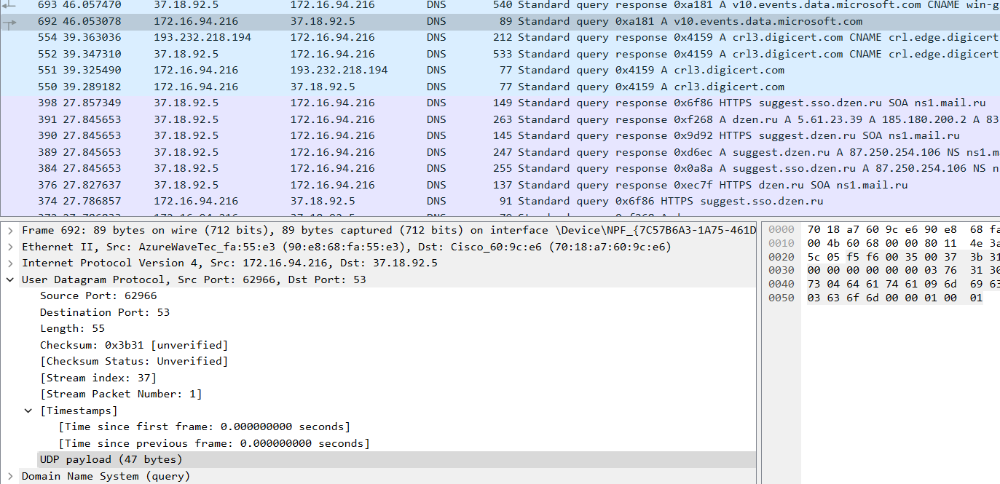 693 46.057470 37.18.92.5 172.16.94.216 DNS 540 Standard query response 0xa181 A v10.events.data.microsoft.com CNAME win-g
692 46.053078 172.16.94.216 37.18.92.5 DNS 89 Standard query 0xa181 A v10.events.data.microsoft.com
554 39.363036 193.232.218.194 172.16.94.216 DNS 212 Standard query response 0x4159 A crl3.digicert.com CNAME crl.edge.digicert
552 39.347310 37.18.92.5 172.16.94.216 DNS 533 Standard query response 0x4159 A crl3.digicert.com CNAME crl.edge.digicert
551 39.325490 172.16.94.216 193.232.218.194 DNS 77 Standard query 0x4159 A crl3.digicert.com
550 39.289182 172.16.94.216 37.18.92.5 DNS 77 Standard query 0x4159 A crl3.digicert.com
398 27.857349 37.18.92.5 172.16.94.216 DNS 149 Standard query response 0x6f86 HTTPS suggest.sso.dzen.ru SOA ns1.mail.ru
391 27.845653 37.18.92.5 172.16.94.216 DNS 263 Standard query response 0xf268 A dzen.ru A 5.61.23.39 A 185.180.200.2 A 83
390 27.845653 37.18.92.5 172.16.94.216 DNS 145 Standard query response 0x9d92 HTTPS suggest.dzen.ru SOA ns1.mail.ru
389 27.845653 37.18.92.5 172.16.94.216 DNS 247 Standard query response 0xd6ec A suggest.dzen.ru A 87.250.254.106 NS ns1.m
384 27.845653 37.18.92.5 172.16.94.216 DNS 255 Standard query response 0x0a8a A suggest.sso.dzen.ru A 87.250.254.106 NS n
376 27.827637 37.18.92.5 172.16.94.216 DNS 137 Standard query response 0xec7f HTTPS dzen.ru SOA ns1.mail.ru
374 27.786857 172.16.94.216 37.18.92.5 DNS 91 Standard query 0x6f86 HTTPS suggest.sso.dzen.ru
Frame 692: 89 bytes on wire (712 bits), 89 bytes captured (712 bits) on interface \Device\NPF_{7C57B6A3-1A75-461D
Ethernet II, Src: AzureWaveTec_fa:55:e3 (90:e8:68:fa:55:e3), Dst: Cisco_60:9c:e6 (70:18:a7:60:9c:e6)
Internet Protocol Version 4, Src: 172.16.94.216, Dst: 37.18.92.5
User Datagram Protocol, Src Port: 62966, Dst Port: 53
Source Port: 62966
Destination Port: 53
Length: 55
Checksum: 0x3b31 [unverified]
[Checksum Status: Unverified]
[Stream index: 37]
[Stream Packet Number: 1]
[Timestamps]
[Time since first frame: 0.000000000 seconds]
[Time since previous frame: 0.000000000 seconds]
UDP payload (47 bytes)
Domain Name System (query)
0000 70 18 a7 60 9c e6 90 e8 68 fa
0010 00 4b 60 68 00 00 80 11 4e 3a
0020 5c 05 f5 f6 00 35 00 37 3b 31
0030 00 00 00 00 00 00 03 76 31 30
0040 73 04 64 61 74 61 09 6d 69 63
0050 03 63 6f 6d 00 00 01 00 01